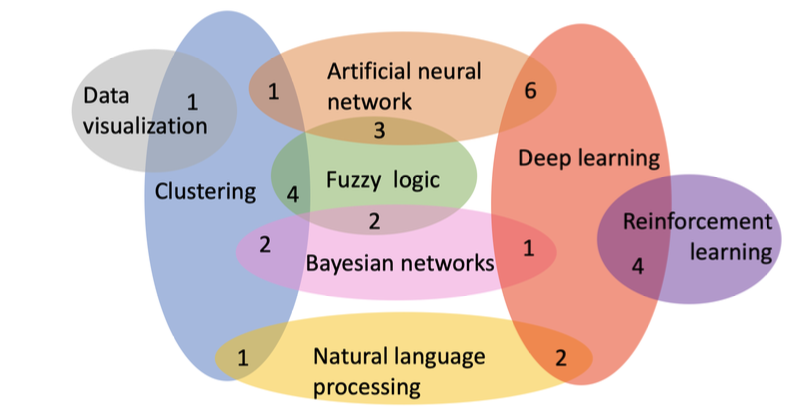 Artificial neural
network
Data
visualization
1
1
6
3
Deep learning
Clustering
4
Fuzzy logic
2
Reinforcement
learning
2
Bayesian networks
1
4
1
Natural language
processing
2